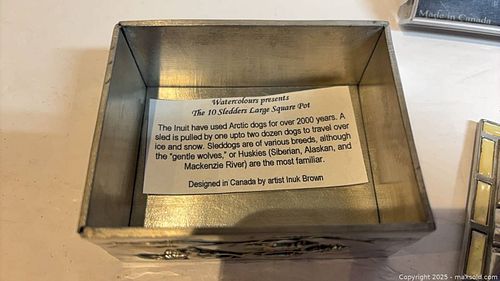 Made in Canada
Watercolours presents
The 10 Sledders Large Square Pot
The Inuit have used Arctic dogs for over 2000 years. A
sled is pulled by one upto two dozen dogs to travel over
ice and snow. Sleddogs are of various breeds, although
the "gentle wolves," or Huskies (Siberian, Alaskan, and
Mackenzie River) are the most familiar.
Designed in Canada by artist Inuk Brown
Copyright © 2025 - maxsold.com